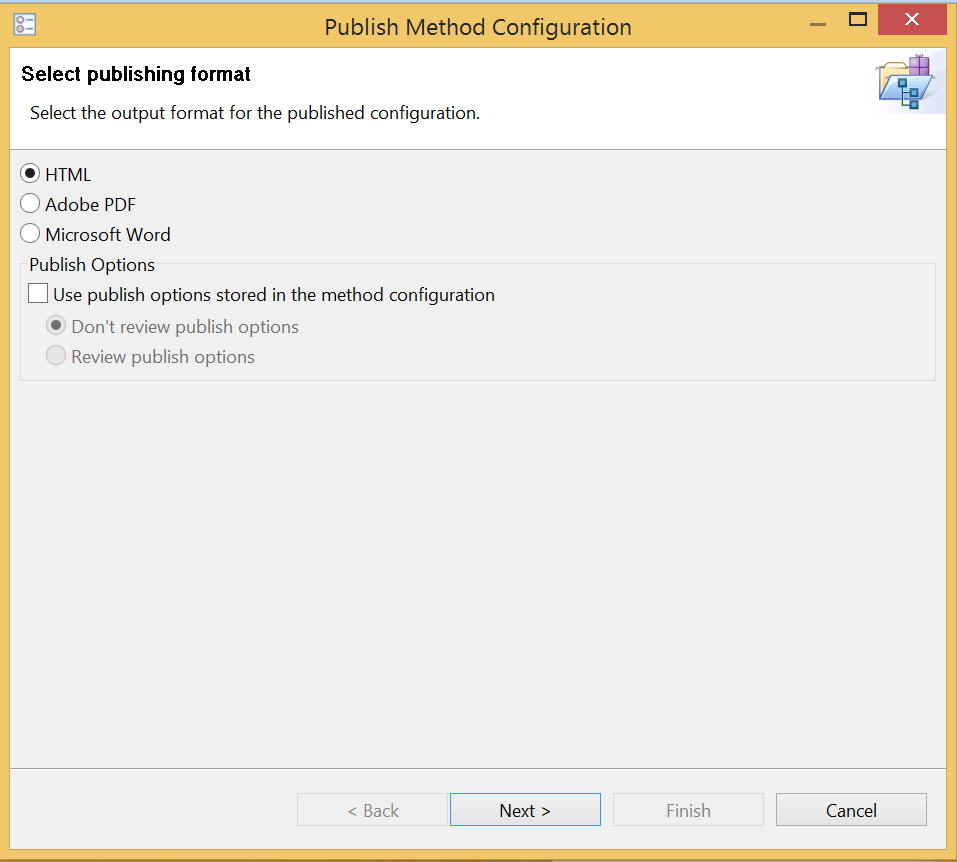 Publish Method Configuration
Select publishing format
Select the output format for the published configuration.
HTML
Adobe PDF
Microsoft Word
Publish Options
Use publish options stored in the method configuration
Don't review publish options
Review publish options
< Back Next > Finish Cancel